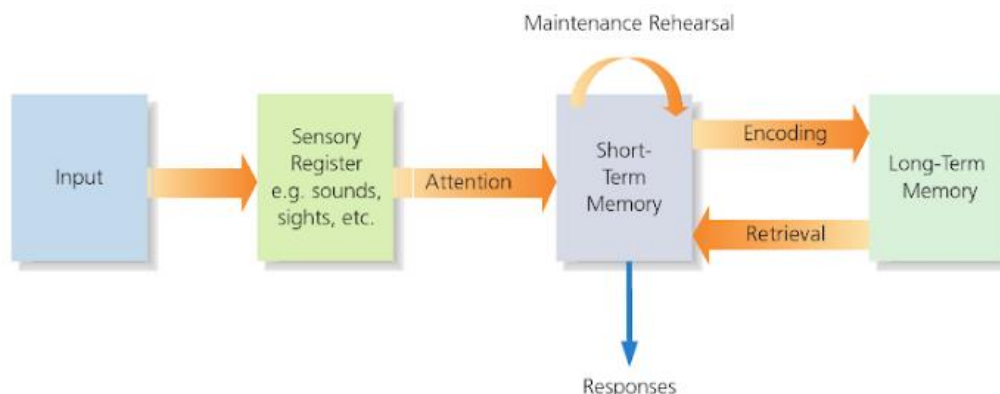 Maintenance Rehearsal
Input
Sensory
Register
e.g. sounds,
sights, etc.
Attention
Short-
Term
Memory
Encoding
Retrieval
Long-Term
Memory
Responses